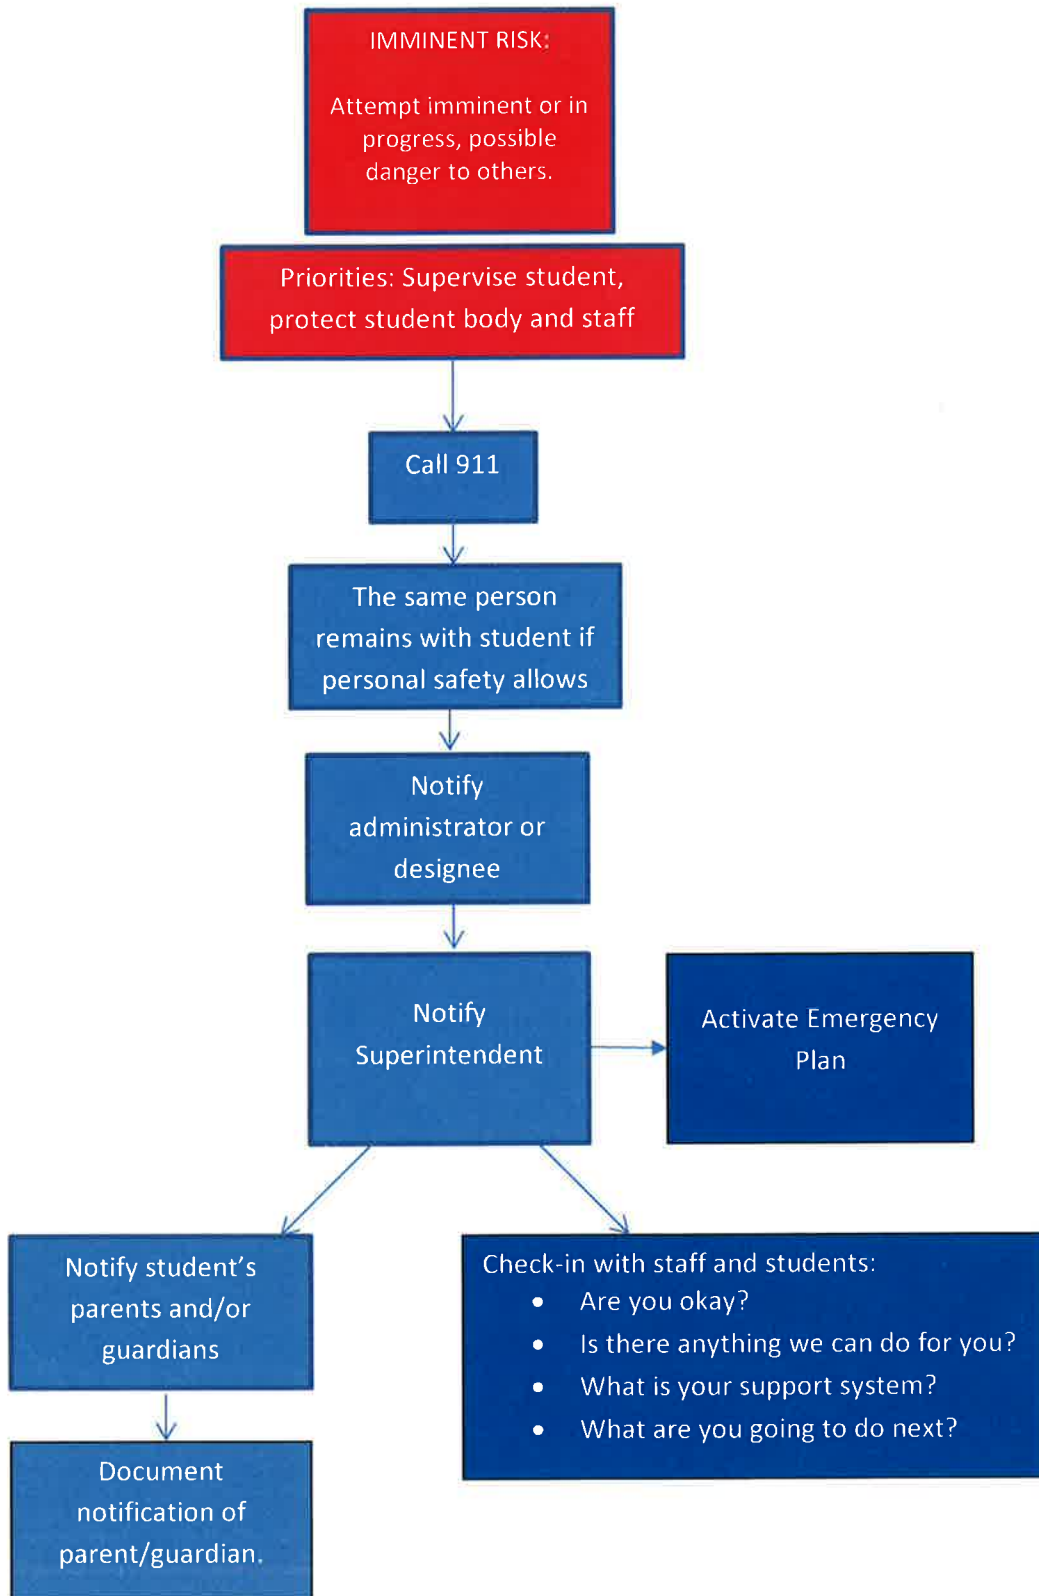 IMMINENT RISK:
Attempt imminent or in
progress, possible
danger to others.
Priorities: Supervise student,
protect student body and staff
Call 911
The same person
remains with student if
personal safety allows
Notify
administrator or
designee
Notify
Superintendent
Activate Emergency
Plan
Notify student’s
parents and/or
guardians
Document
notification of
parent/guardian.
Check-in with staff and students:
• Are you okay?
• Is there anything we can do for you?
• What is your support system?
• What are you going to do next?